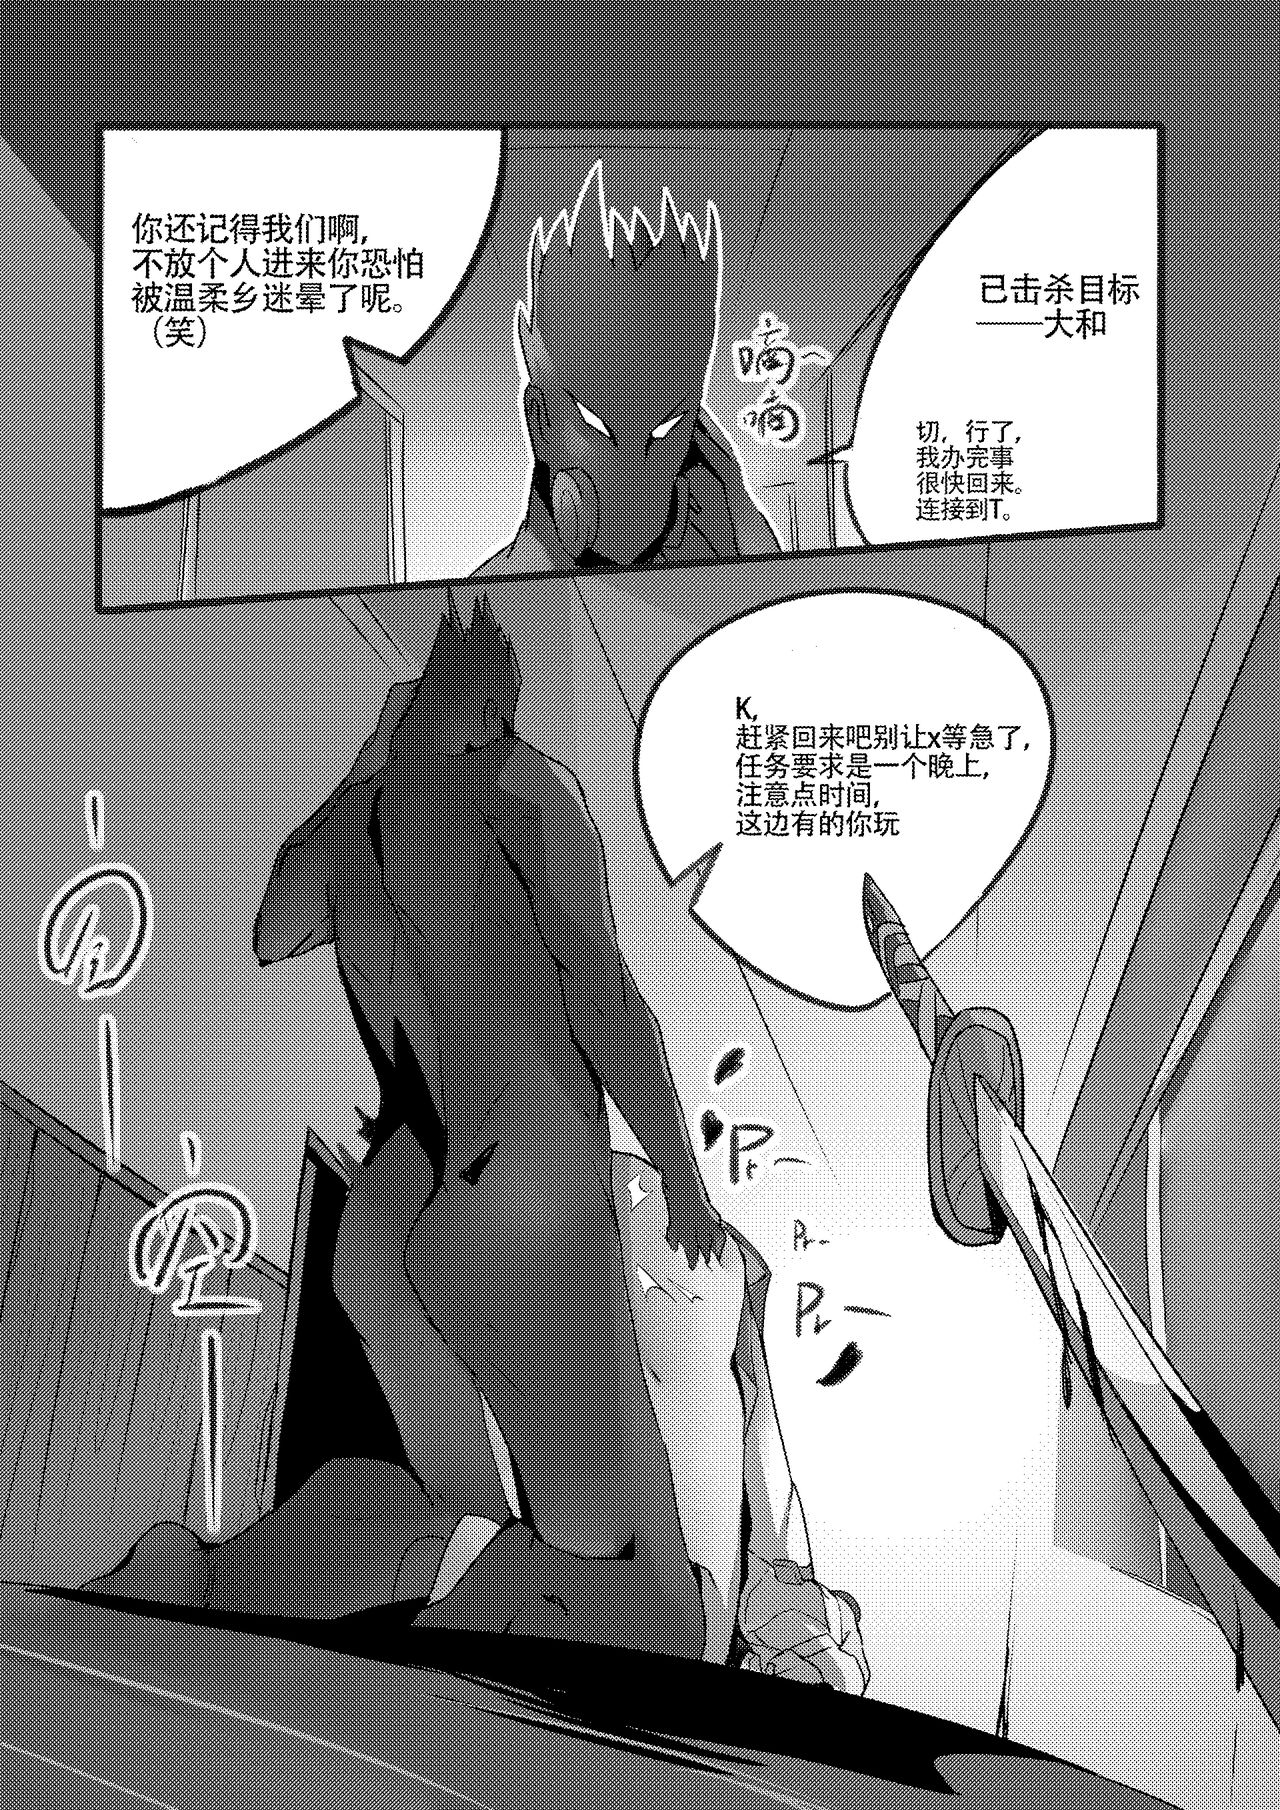 你还记得我们啊,
不放个人进来你恐怕
被温柔乡迷晕了呢。
(笑)
嘀~
嘀
已击杀目标
——大和
切, 行了,
我办完事
很快回来。
连接到T。
K,
赶紧回来吧别让x等急了,
任务要求是一个晚上,
注意点时间,
这边有的你玩
Pr~
Pr~
Pr—